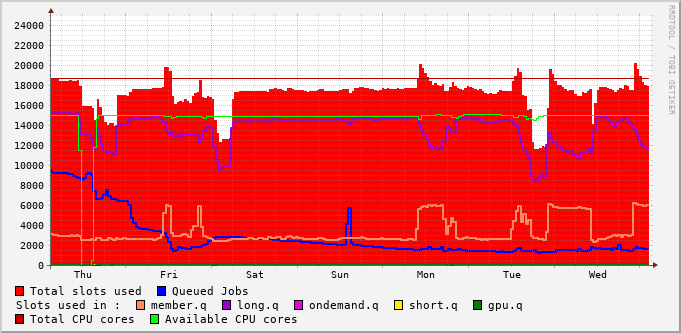 24000
22000
20000
18000
16000
14000
12000
10000
8000
6000
4000
2000
0
Thu Fri Sat Sun Mon Tue Wed
RRDTOOL / TOBI OETIKER
Total slots used Queued Jobs
Slots used in : member.q long.q ondemand.q short.q gpu.q
Total CPU cores Available CPU cores